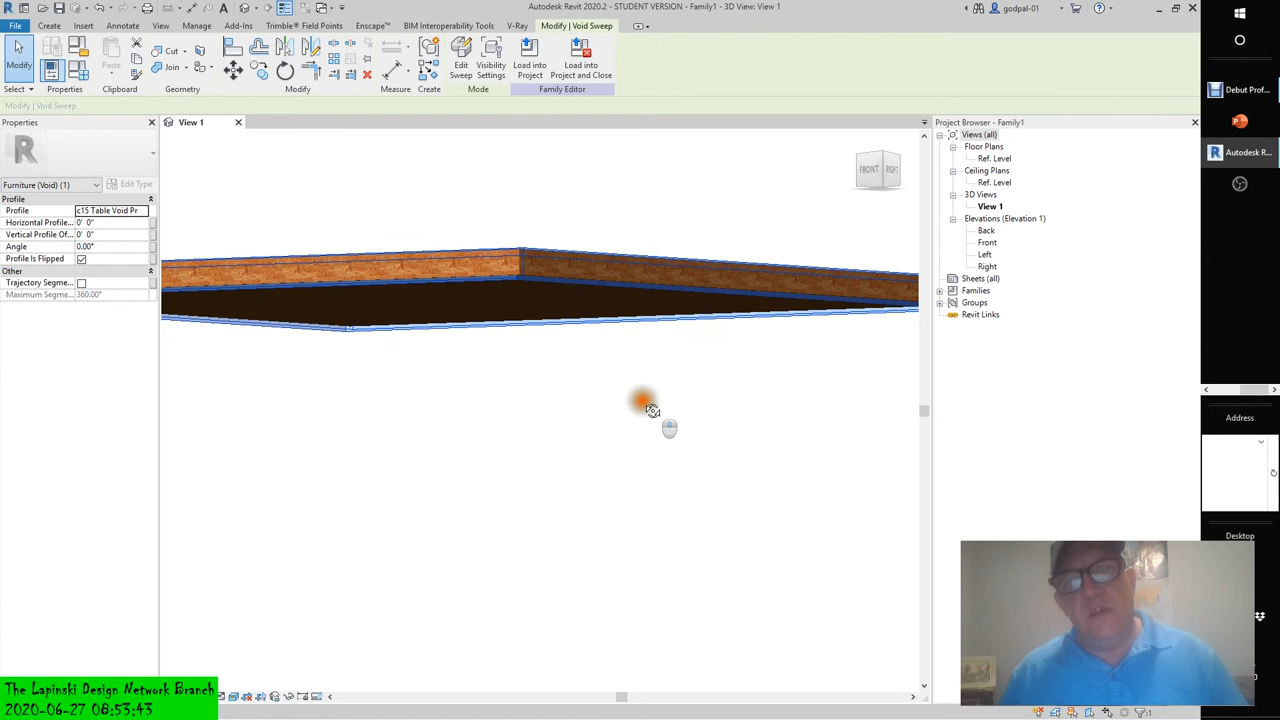 Autodesk Revit 2020.2 - STUDENT VERSION - Family1 - 3D View: View 1
godpal-01
File Create Insert Annotate View Manage Add-Ins Trimble® Field Points Enscape™ BIM Interoperability Tools V-Ray Modify | Void Sweep
Modify
Paste
Cut
Join
Edit Sweep
Visibility Settings
Load into Project
Load into Project and Close
Select Properties Clipboard Geometry Modify Measure Create Mode Family Editor
Modify | Void Sweep
Properties
View 1
Project Browser - Family1
R
Furniture (Void) (1)
Edit Type
Profile
Profile c15 Table Void Pr
Horizontal Profile... 0' 0"
Vertical Profile Of... 0' 0"
Angle 0.00°
Profile Is Flipped
Other
Trajectory Segme...
Maximum Segme... 360.00°
FRONT RIGHT
Views (all)
Floor Plans
Ref. Level
Ceiling Plans
Ref. Level
3D Views
View 1
Elevations (Elevation 1)
Back
Front
Left
Right
Sheets (all)
Families
Groups
Revit Links
Debut Prof...
Autodesk R...
Address
Desktop
:1
The Lapinski Design Network Branch
2020-06-27 08:53:43